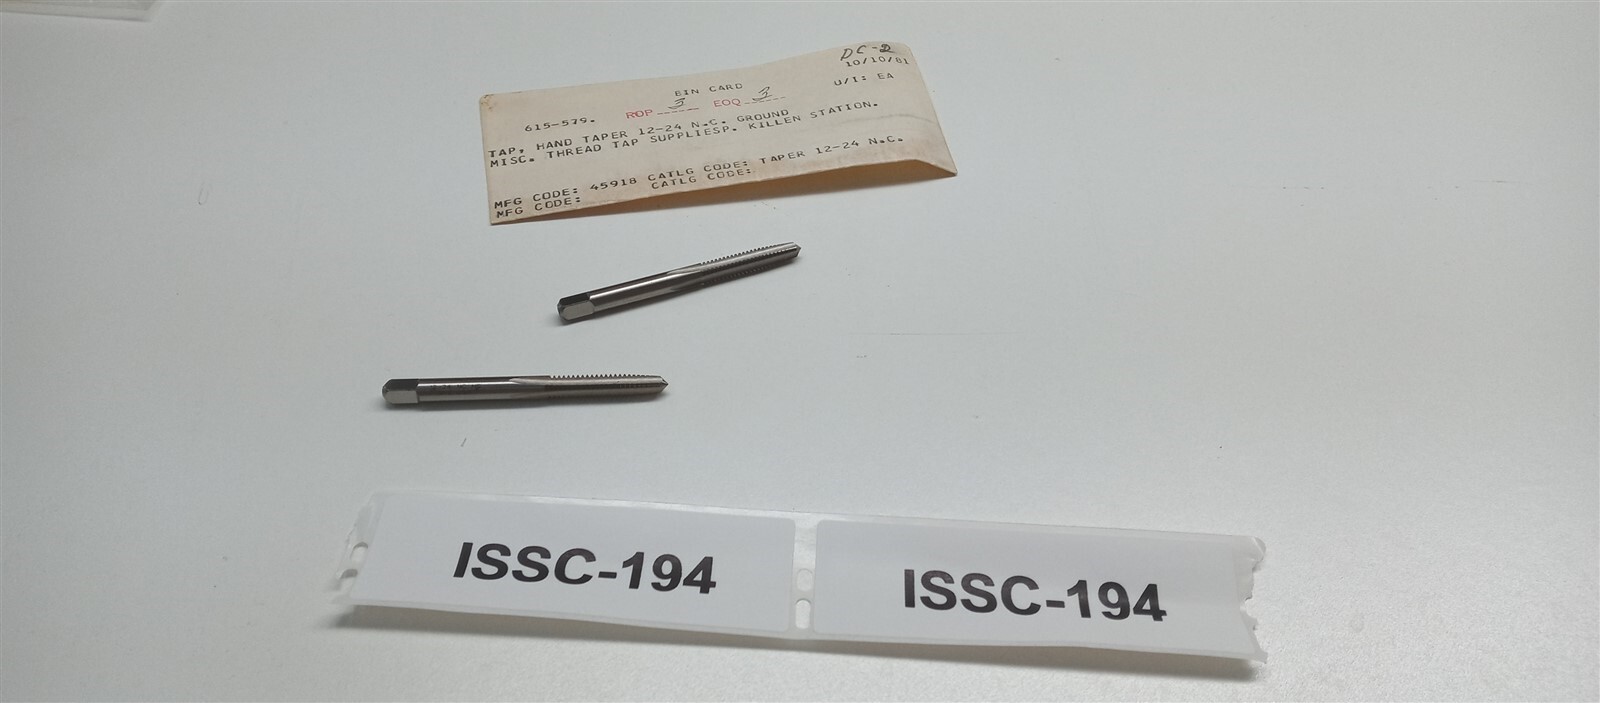 DC-2
10/10/81
BIN CARD U/I: EA
ROP 3 EOQ 3
615-579.
TAP, HAND TAPER 12-24 N.C. GROUND
MISC. THREAD TAP SUPPLIESP. KILLEN STATION.
MFG CODE: 45918 CATLG CODE: TAPER 12-24 N.C.
MFG CODE: CATLG CODE:
ISSC-194 ISSC-194